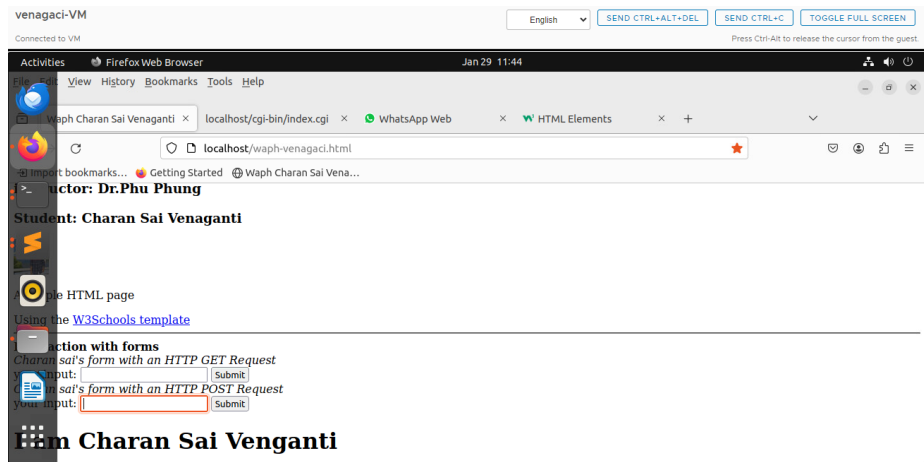 venagaci-VM
English
SEND CTRL+ALT+DEL
SEND CTRL+C
TOGGLE FULL SCREEN
Connected to VM
Press Ctrl-Alt to release the cursor from the guest.
Activities
Firefox Web Browser
Jan 29 11:44
File Edit View History Bookmarks Tools Help
Waph Charan Sai Venaganti ×
localhost/cgi-bin/index.cgi ×
WhatsApp Web ×
HTML Elements ×
localhost/waph-venagaci.html
Import bookmarks... Getting Started Waph Charan Sai Vena...
uctor: Dr.Phu Phung
Student: Charan Sai Venaganti
ple HTML page
Using the W3Schools template
action with forms
Charan sai's form with an HTTP GET Request
your input: Submit
sai's form with an HTTP POST Request
your input: Submit
I am Charan Sai Venganti